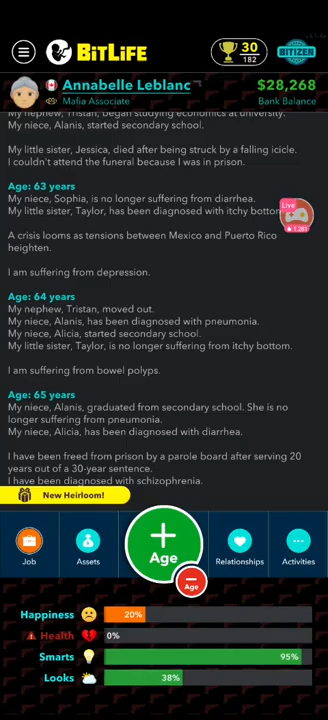 BitLife
30
182
BITIZEN
Annabelle Leblanc
$28,268
Mafia Associate
Bank Balance
My nephew, Tristan, began studying economics at university.
My niece, Alanis, started secondary school.
My little sister, Jessica, died after being struck by a falling icicle.
I couldn't attend the funeral because I was in prison.
Age: 63 years
My niece, Sophia, is no longer suffering from diarrhea.
My little sister, Taylor, has been diagnosed with itchy bottom
Live
A crisis looms as tensions between Mexico and Puerto Rico
heighten.
I am suffering from depression.
Age: 64 years
My nephew, Tristan, moved out.
My niece, Alanis, has been diagnosed with pneumonia.
My niece, Alicia, started secondary school.
My little sister, Taylor, is no longer suffering from itchy bottom.
I am suffering from bowel polyps.
Age: 65 years
My niece, Alanis, graduated from secondary school. She is no
longer suffering from pneumonia.
My niece, Alicia, has been diagnosed with diarrhea.
I have been freed from prison by a parole board after serving 20
years out of a 30-year sentence.
I have been diagnosed with schizophrenia.
New Heirloom!
Job
Assets
Age
Age
Relationships
Activities
Happiness 20%
Health 0%
Smarts 95%
Looks 38%